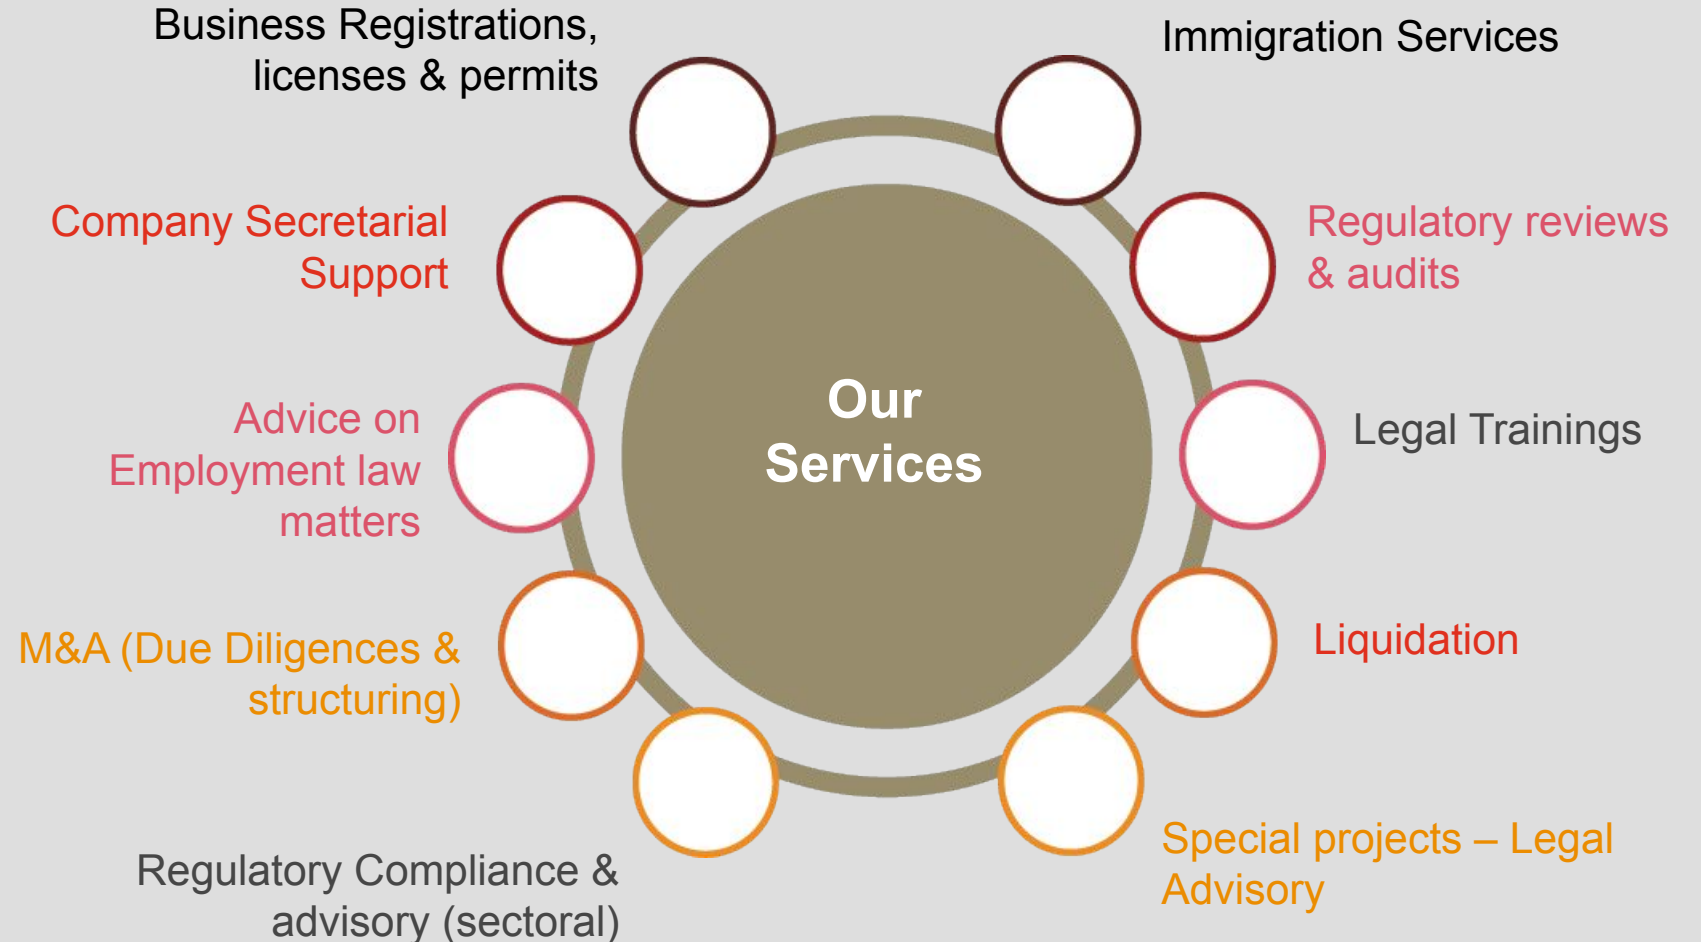 Business Registrations,
licenses & permits
Immigration Services
Company Secretarial
Support
Regulatory reviews
& audits
Advice on
Employment law
matters
Our
Services
Legal Trainings
M&A (Due Diligences &
structuring)
Liquidation
Regulatory Compliance &
advisory (sectoral)
Special projects – Legal
Advisory